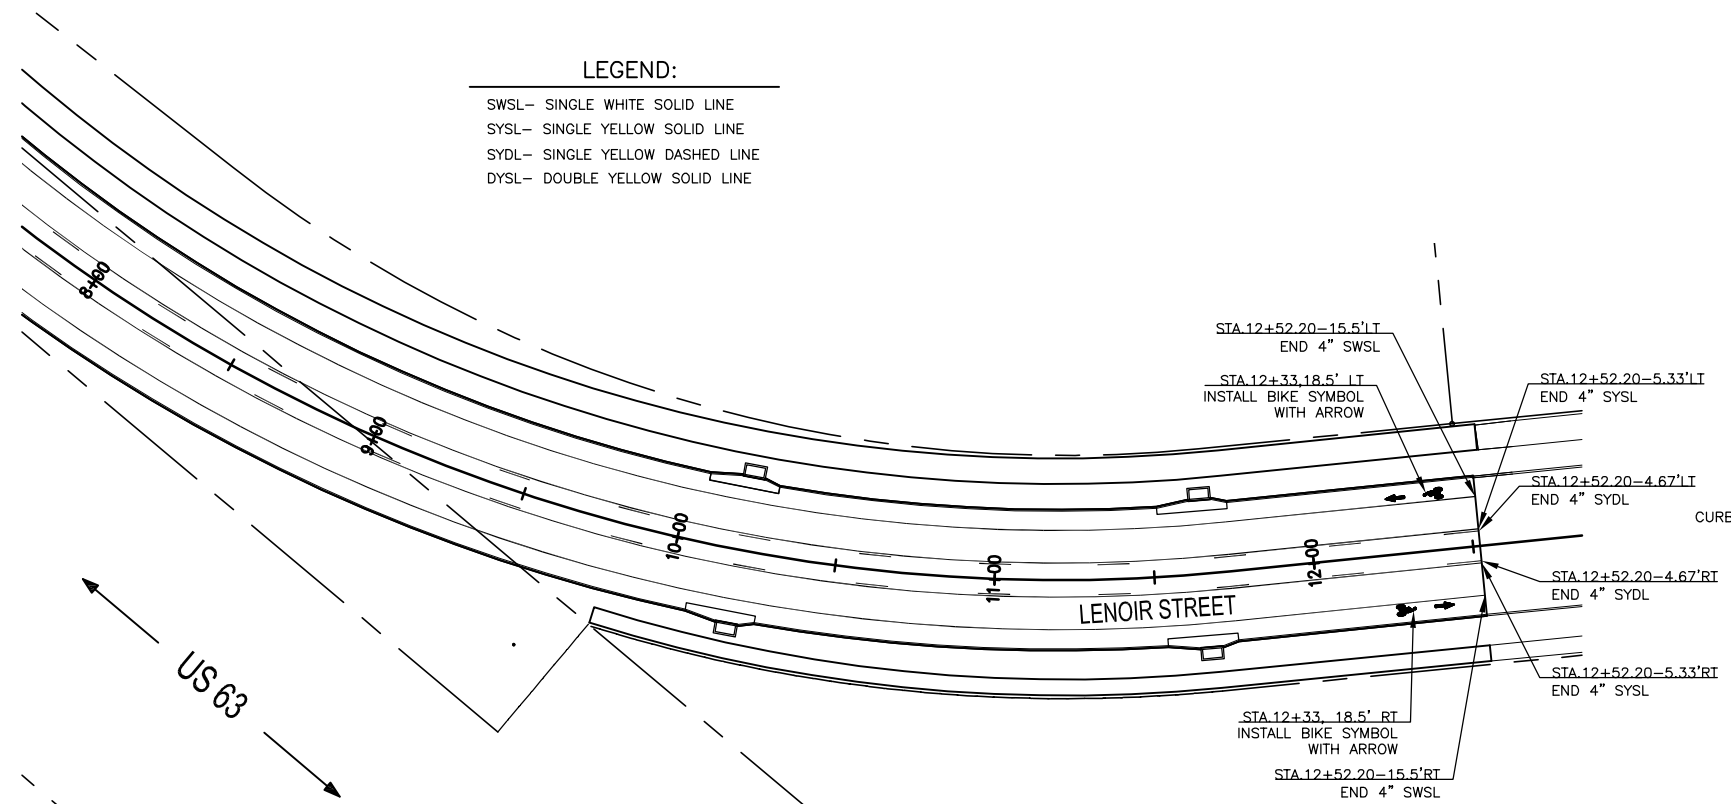 LEGEND:
SWSL– SINGLE WHITE SOLID LINE
SYSL– SINGLE YELLOW SOLID LINE
SYDL– SINGLE YELLOW DASHED LINE
DYSL– DOUBLE YELLOW SOLID LINE
8+00
9+00
10+00
11+00
12+00
LENOIR STREET
US 63
STA.12+52.20–15.5'LT
END 4" SWSL
STA.12+33,18.5' LT
INSTALL BIKE SYMBOL
WITH ARROW
STA.12+52.20–5.33'LT
END 4" SYSL
STA.12+52.20–4.67'LT
END 4" SYDL
CURB
STA.12+52.20–4.67'RT
END 4" SYDL
STA.12+52.20–5.33'RT
END 4" SYSL
STA.12+33, 18.5' RT
INSTALL BIKE SYMBOL
WITH ARROW
STA.12+52.20–15.5'RT
END 4" SWSL